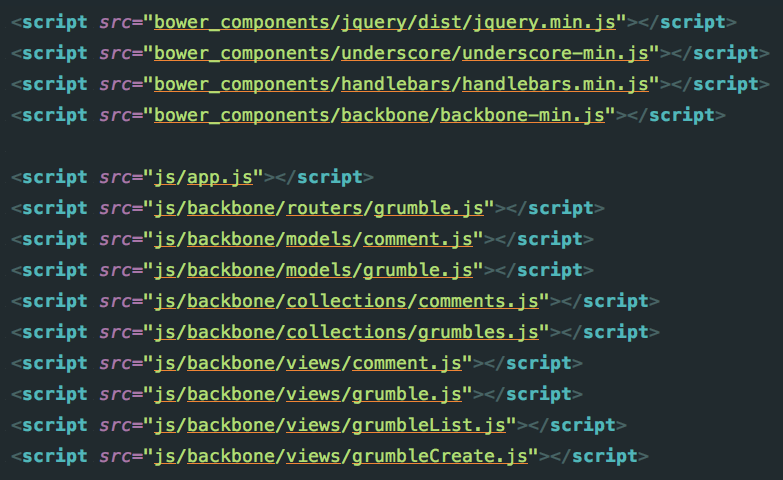 <script src="bower_components/jquery/dist/jquery.min.js"></script>
<script src="bower_components/underscore/underscore-min.js"></script>
<script src="bower_components/handlebars/handlebars.min.js"></script>
<script src="bower_components/backbone/backbone-min.js"></script>
<script src="js/app.js"></script>
<script src="js/backbone/routers/grumble.js"></script>
<script src="js/backbone/models/comment.js"></script>
<script src="js/backbone/models/grumble.js"></script>
<script src="js/backbone/collections/comments.js"></script>
<script src="js/backbone/collections/grumbles.js"></script>
<script src="js/backbone/views/comment.js"></script>
<script src="js/backbone/views/grumble.js"></script>
<script src="js/backbone/views/grumbleList.js"></script>
<script src="js/backbone/views/grumbleCreate.js"></script>